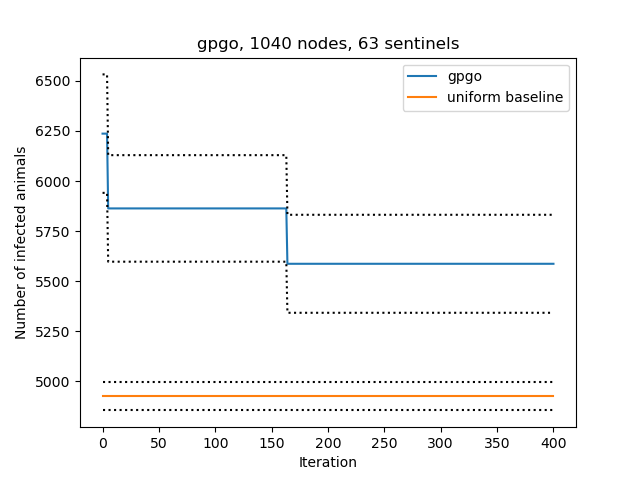 gpgo, 1040 nodes, 63 sentinels
gpgo
uniform baseline
Number of infected animals
6500
6250
6000
5750
5500
5250
5000
0 50 100 150 200 250 300 350 400
Iteration